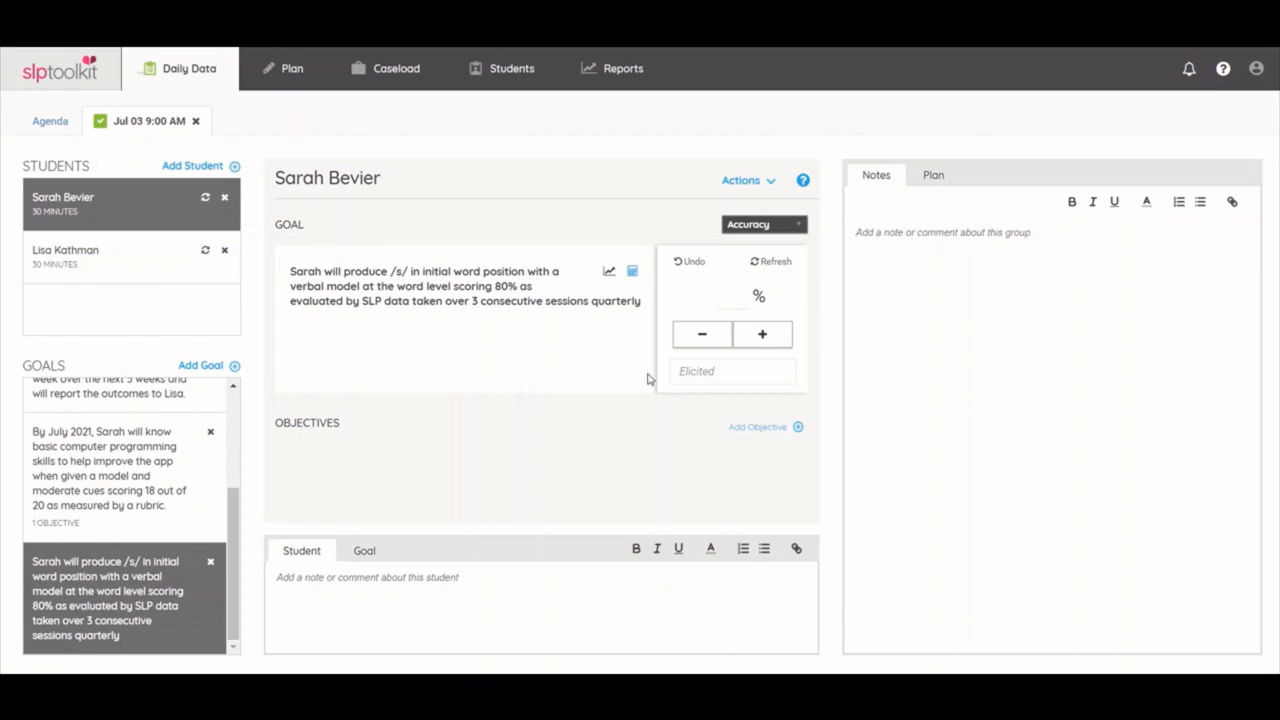 slptoolkit
Daily Data
Plan
Caseload
Students
Reports
Agenda
Jul 03 9:00 AM
STUDENTS
Add Student
Sarah Bevier
30 MINUTES
Lisa Kathman
30 MINUTES
GOALS
Add Goal
week over the next 5 weeks and
will report the outcomes to Lisa.
By July 2021, Sarah will know
basic computer programming
skills to help improve the app
when given a model and
moderate cues scoring 18 out of
20 as measured by a rubric.
1 OBJECTIVE
Sarah will produce /s/ in initial
word position with a verbal
model at the word level scoring
80% as evaluated by SLP data
taken over 3 consecutive
sessions quarterly
Sarah Bevier
Actions
GOAL
Accuracy
Sarah will produce /s/ in initial word position with a
verbal model at the word level scoring 80% as
evaluated by SLP data taken over 3 consecutive sessions quarterly
Undo
Refresh
%
− +
Elicited
OBJECTIVES
Add Objective
Student
Goal
B I U A
Add a note or comment about this student
Notes
Plan
B I U A
Add a note or comment about this group